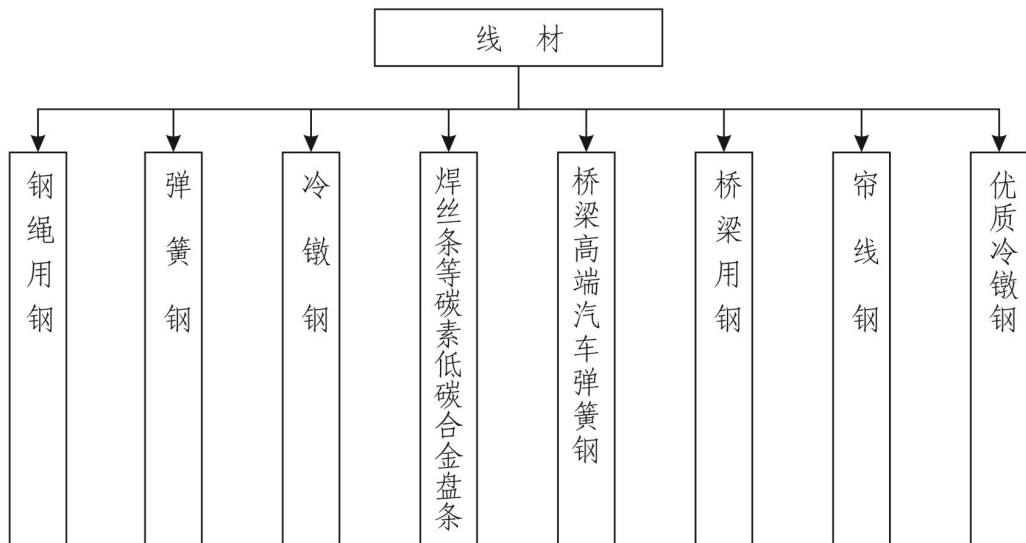 线材
钢绳用钢
弹簧钢
冷镦钢
焊丝条等碳素低碳合金盘条
桥梁高端汽车弹簧钢
桥梁用钢
帘线钢
优质冷镦钢